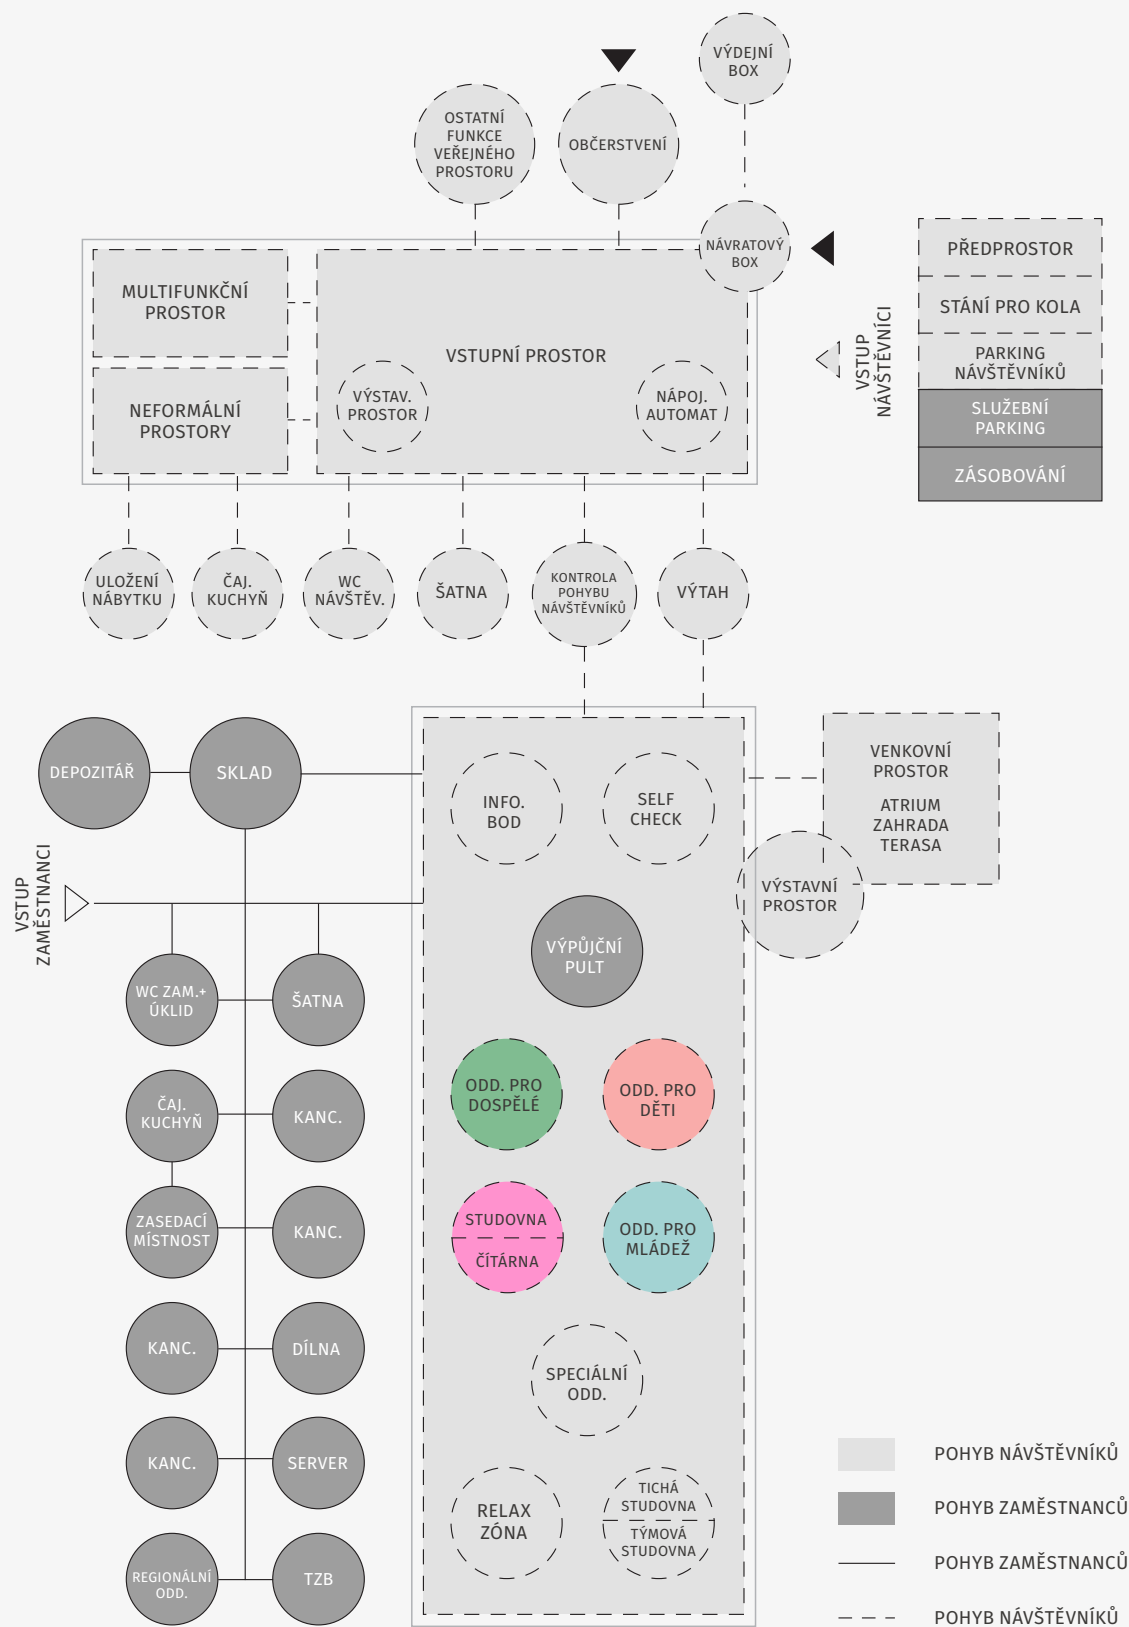 VÝDEJNÍ
BOX
OSTATNÍ
FUNKCE
VEŘEJNÉHO
PROSTORU
OBČERSTVENÍ
NÁVRATOVÝ
BOX
MULTIFUNKČNÍ
PROSTOR
NEFORMÁLNÍ
PROSTORY
VSTUPNÍ PROSTOR
VÝSTAV.
PROSTOR
NÁPOJ.
AUTOMAT
VSTUP
NÁVŠTĚVNÍCI
PŘEDPROSTOR
STÁNÍ PRO KOLA
PARKING
NÁVŠTĚVNÍKŮ
SLUŽEBNÍ
PARKING
ZÁSOBOVÁNÍ
ULOŽENÍ
NÁBYTKU
ČAJ.
KUCHYŇ
WC
NÁVŠTĚV.
ŠATNA
KONTROLA
POHYBU
NÁVŠTĚVNÍKŮ
VÝTAH
DEPOZITÁŘ
SKLAD
INFO.
BOD
SELF
CHECK
VENKOVNÍ
PROSTOR
ATRIUM
ZAHRADA
TERASA
VÝSTAVNÍ
PROSTOR
VSTUP
ZAMĚSTNANCI
VÝPŮJČNÍ
PULT
WC ZAM.+
ÚKLID
ŠATNA
ČAJ.
KUCHYŇ
KANC.
ODD. PRO
DOSPĚLÉ
ODD. PRO
DĚTI
ZASEDACÍ
MÍSTNOST
KANC.
STUDOVNA
ČÍTÁRNA
ODD. PRO
MLÁDEŽ
KANC.
DÍLNA
SPECIÁLNÍ
ODD.
KANC.
SERVER
RELAX
ZÓNA
TICHÁ
STUDOVNA
TÝMOVÁ
STUDOVNA
REGIONÁLNÍ
ODD.
TZB
POHYB NÁVŠTĚVNÍKŮ
POHYB ZAMĚSTNANCŮ
POHYB ZAMĚSTNANCŮ
POHYB NÁVŠTĚVNÍKŮ